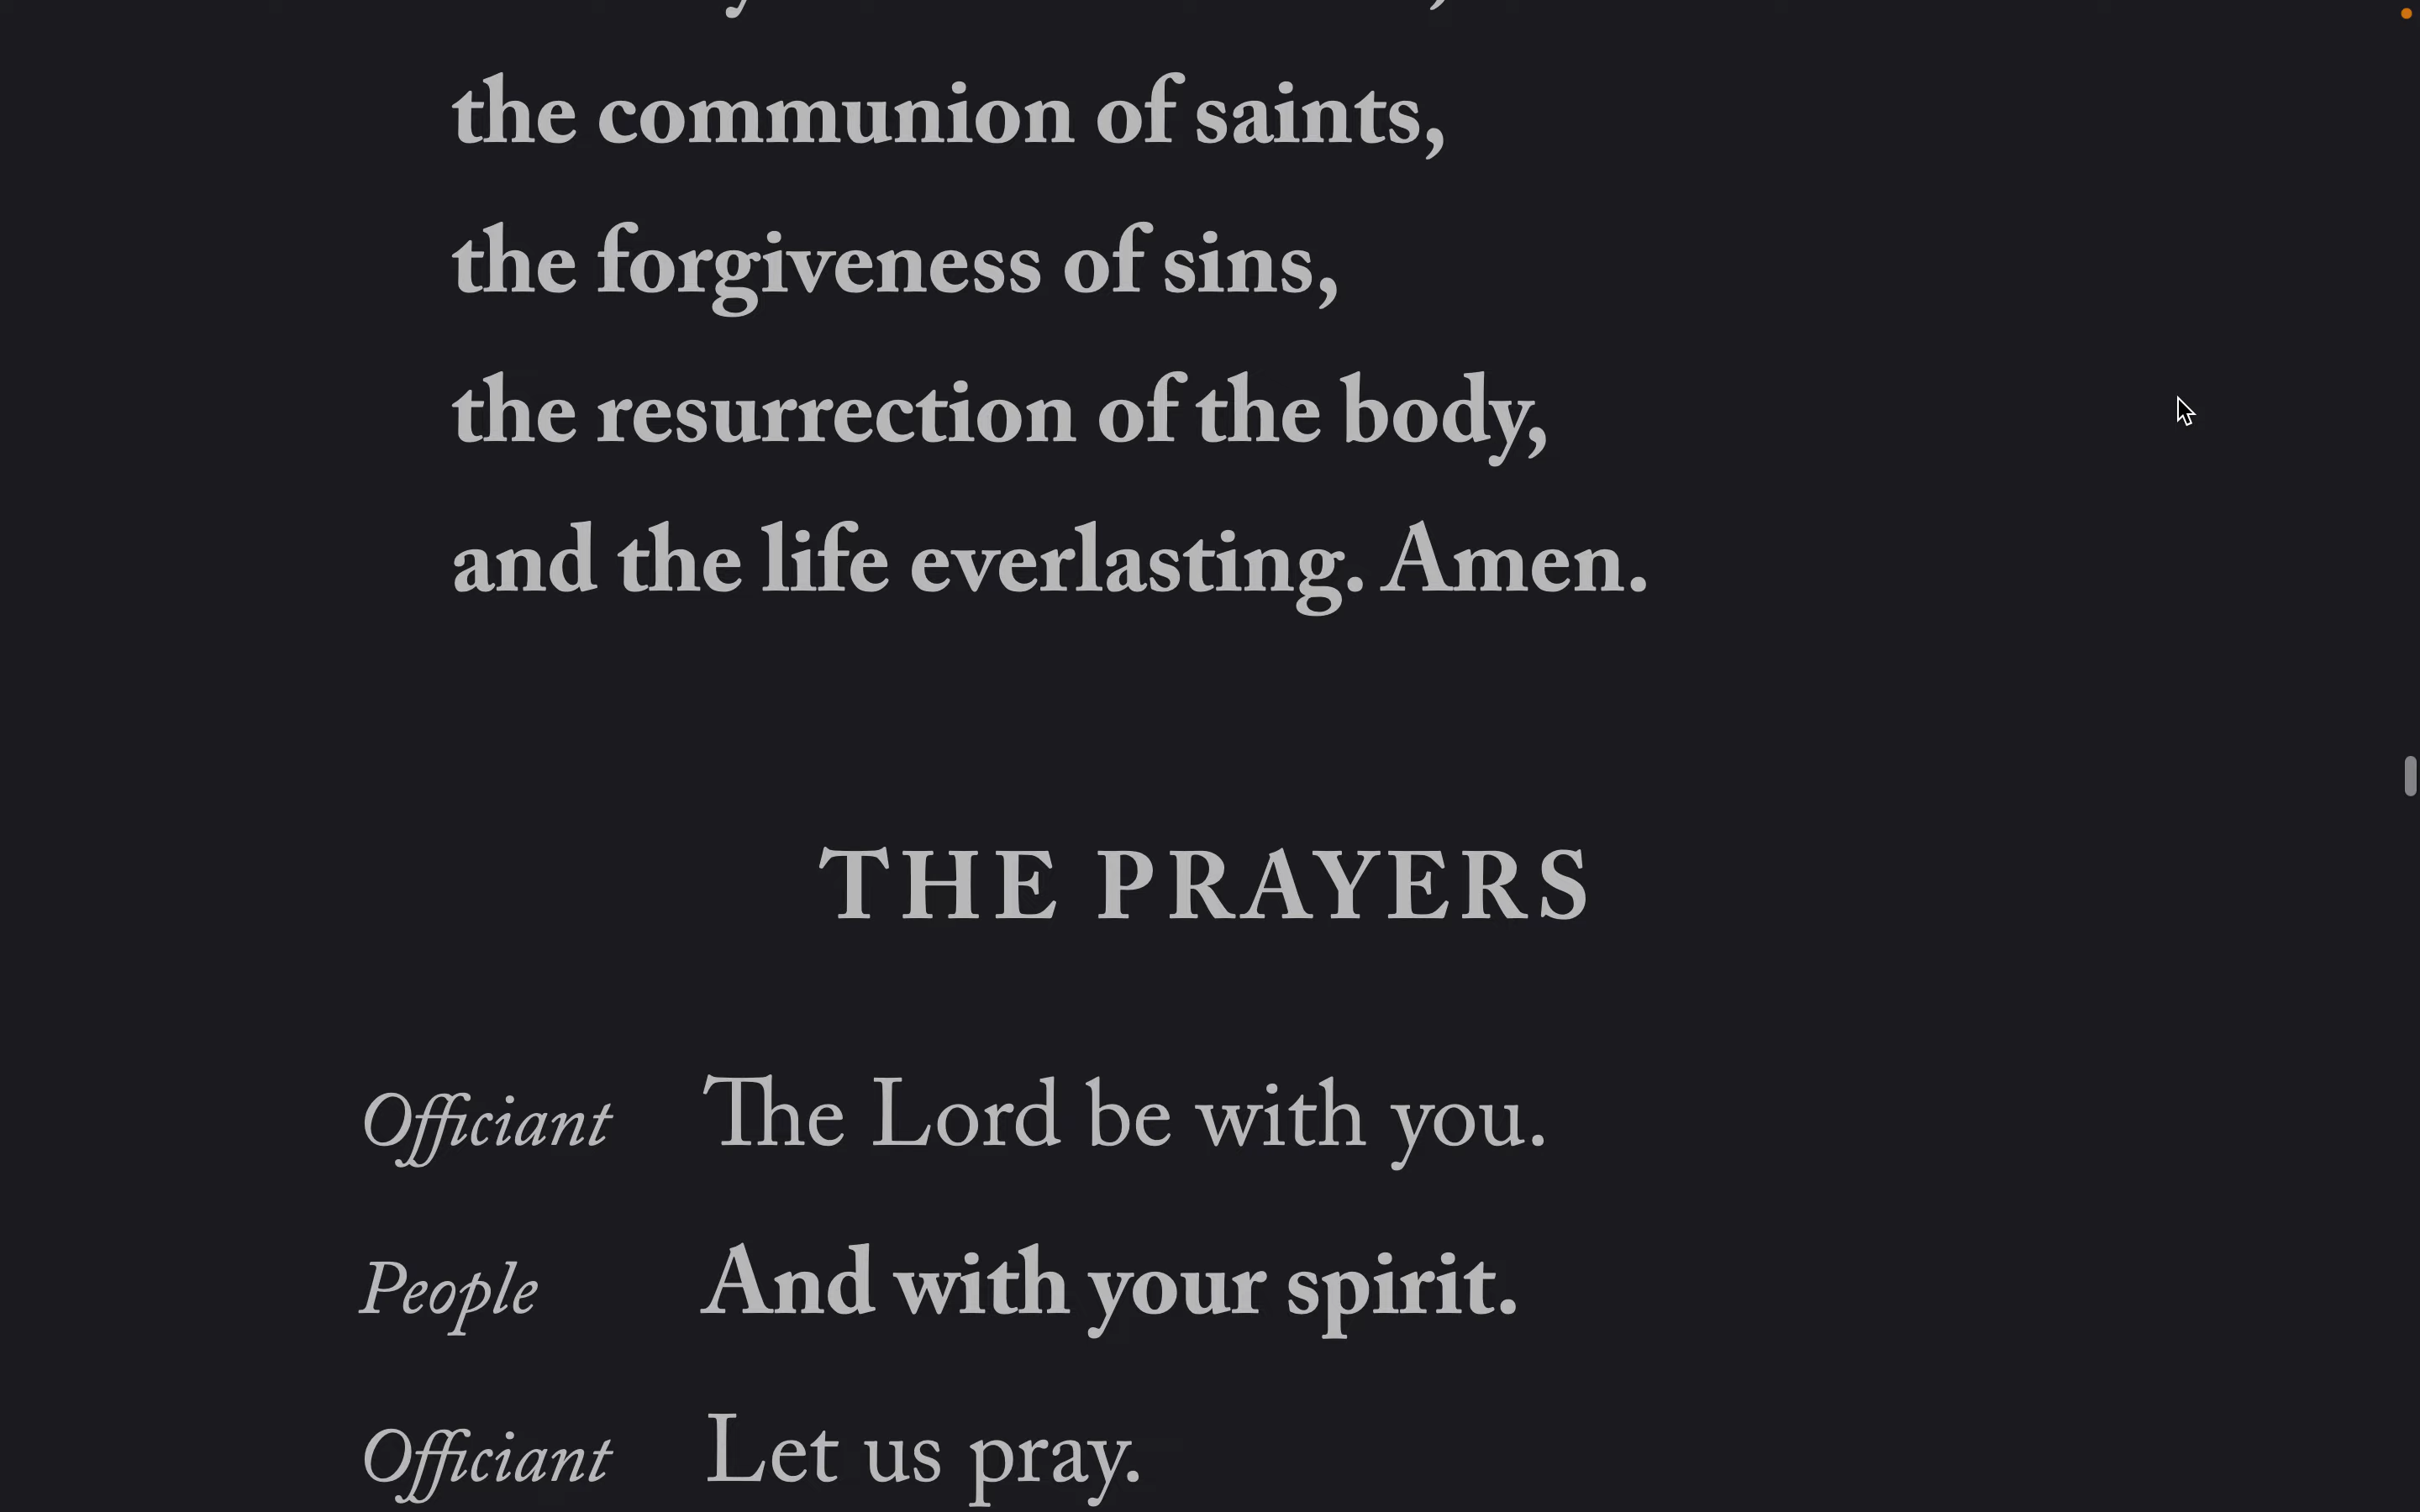 the communion of saints,
the forgiveness of sins,
the resurrection of the body,
and the life everlasting. Amen.
THE PRAYERS
Officiant The Lord be with you.
People And with your spirit.
Officiant Let us pray.